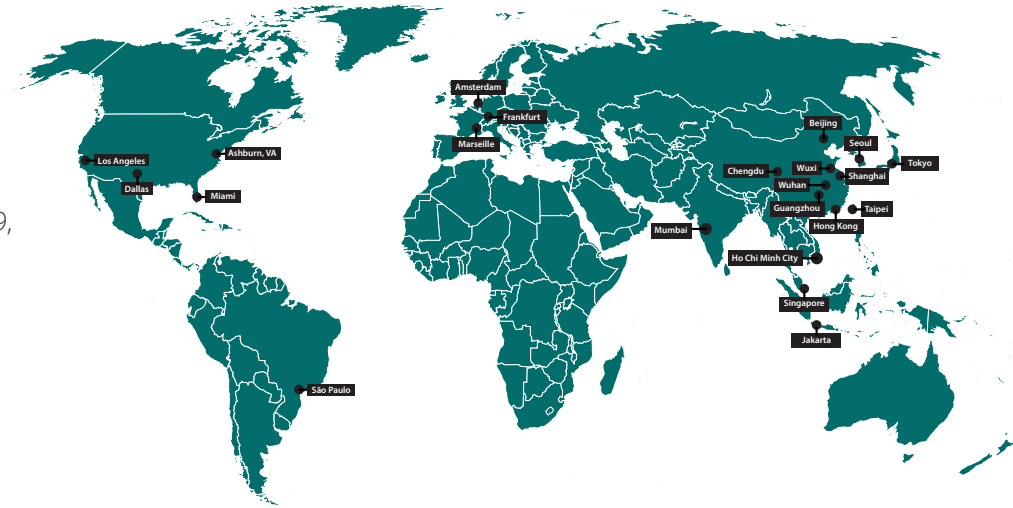 Amsterdam
Frankfurt
Marseille
Beijing
Seoul
Tokyo
Wuxi
Chengdu
Shanghai
Wuhan
Guangzhou
Taipei
Hong Kong
Los Angeles
Ashburn, VA
Dallas
Miami
9,
Mumbai
Ho Chi Minh City
Singapore
Jakarta
São Paulo